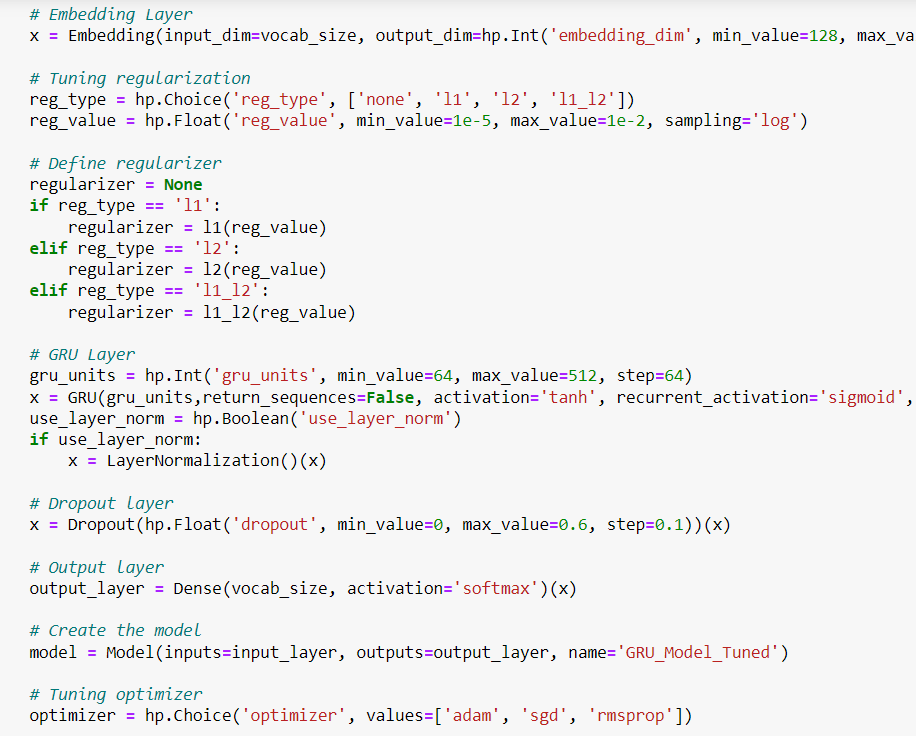 # Embedding Layer
x = Embedding(input_dim=vocab_size, output_dim=hp.Int('embedding_dim', min_value=128, max_va
# Tuning regularization
reg_type = hp.Choice('reg_type', ['none', 'l1', 'l2', 'l1_l2'])
reg_value = hp.Float('reg_value', min_value=1e-5, max_value=1e-2, sampling='log')
# Define regularizer
regularizer = None
if reg_type == 'l1':
    regularizer = l1(reg_value)
elif reg_type == 'l2':
    regularizer = l2(reg_value)
elif reg_type == 'l1_l2':
    regularizer = l1_l2(reg_value)
# GRU Layer
gru_units = hp.Int('gru_units', min_value=64, max_value=512, step=64)
x = GRU(gru_units,return_sequences=False, activation='tanh', recurrent_activation='sigmoid',
use_layer_norm = hp.Boolean('use_layer_norm')
if use_layer_norm:
    x = LayerNormalization()(x)
# Dropout layer
x = Dropout(hp.Float('dropout', min_value=0, max_value=0.6, step=0.1))(x)
# Output layer
output_layer = Dense(vocab_size, activation='softmax')(x)
# Create the model
model = Model(inputs=input_layer, outputs=output_layer, name='GRU_Model_Tuned')
# Tuning optimizer
optimizer = hp.Choice('optimizer', values=['adam', 'sgd', 'rmsprop'])